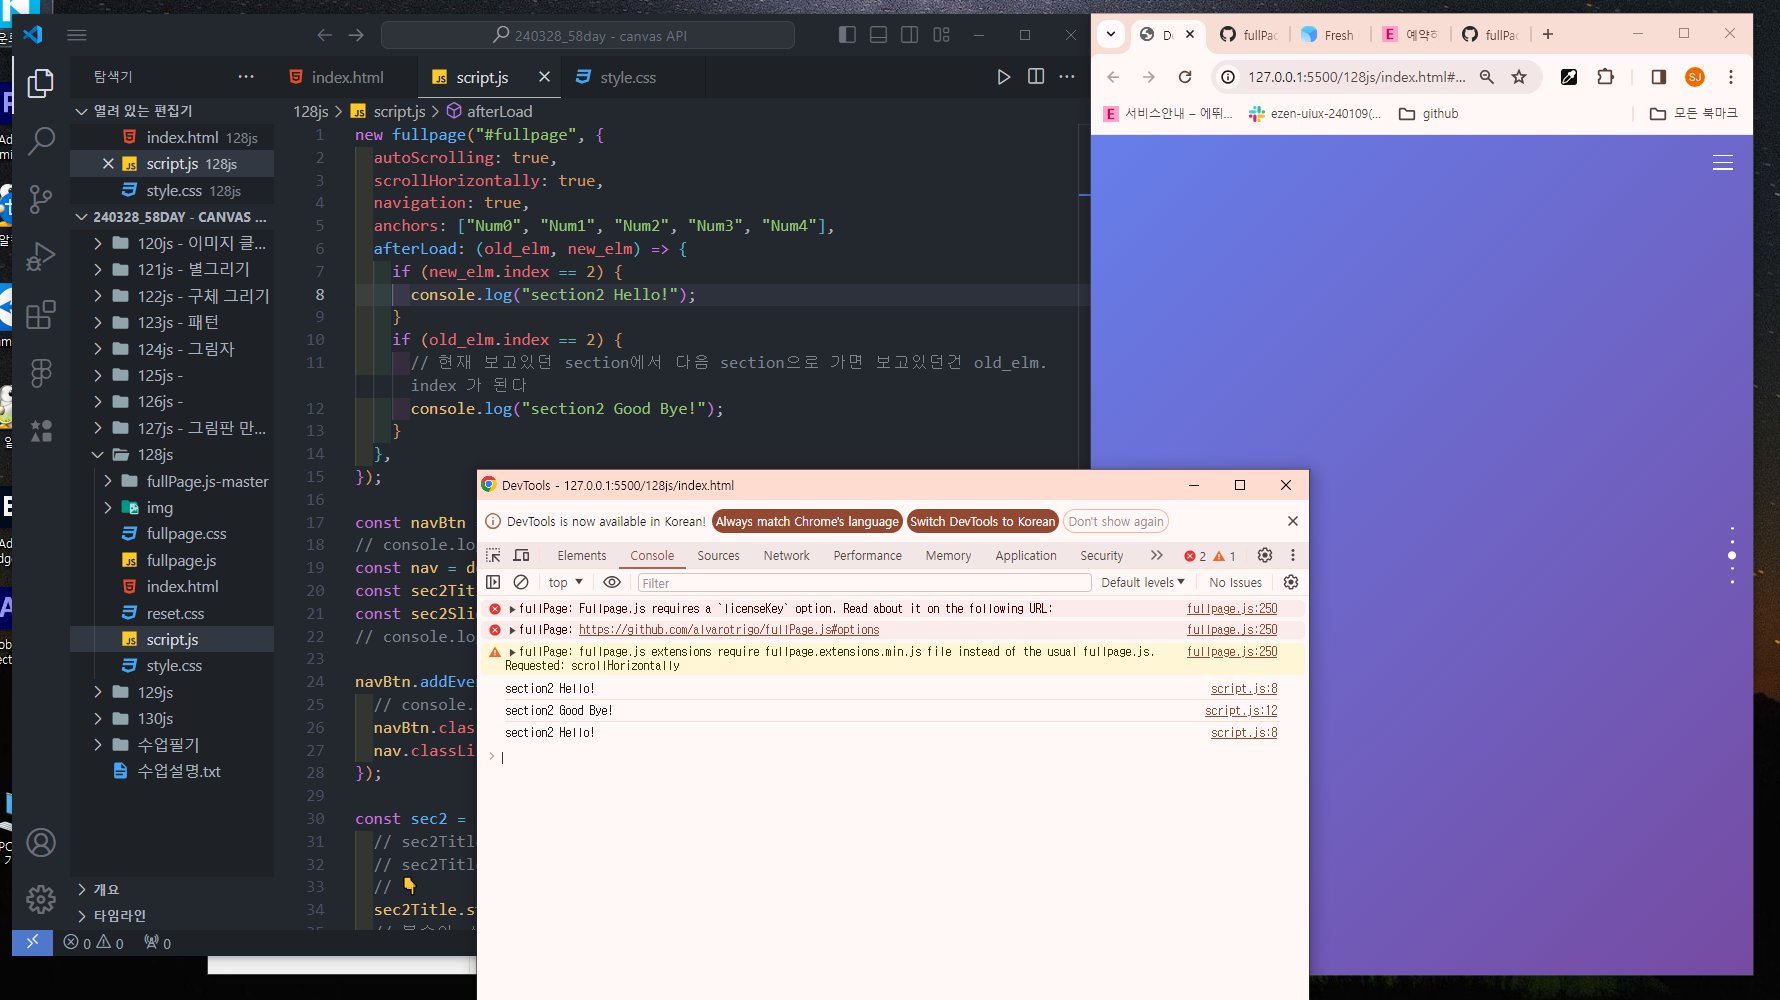 240328_58day - canvas API
탐색기
index.html
script.js
style.css
열려 있는 편집기
index.html 128js
script.js 128js
style.css 128js
240328_58DAY - CANVAS ...
120js - 이미지 클...
121js - 별그리기
122js - 구체 그리기
123js - 패턴
124js - 그림자
125js -
126js -
127js - 그림판 만...
128js
fullPage.js-master
img
fullpage.css
fullpage.js
index.html
reset.css
script.js
style.css
129js
130js
수업필기
수업설명.txt
개요
타임라인
0 0 0
128js > script.js > afterLoad
1 new fullpage("#fullpage", {
2 autoScrolling: true,
3 scrollHorizontally: true,
4 navigation: true,
5 anchors: ["Num0", "Num1", "Num2", "Num3", "Num4"],
6 afterLoad: (old_elm, new_elm) => {
7 if (new_elm.index == 2) {
8 console.log("section2 Hello!");
9 }
10 if (old_elm.index == 2) {
11 // 현재 보고있던 section에서 다음 section으로 가면 보고있던건 old_elm.
index 가 된다
12 console.log("section2 Good Bye!");
13 }
14 },
15 });
16
17 const navBtn
18 // console.lo
19 const nav = d
20 const sec2Tit
21 const sec2Sli
22 // console.lo
23
24 navBtn.addEve
25 // console.
26 navBtn.clas
27 nav.classLi
28 });
29
30 const sec2 =
31 // sec2Titl
32 // sec2Titl
33 // 👇
34 sec2Title.s
fullPa
Fresh
예약하
fullPa
127.0.0.1:5500/128js/index.html#...
SJ
서비스안내 – 에뛰...
ezen-uiux-240109(...
github
모든 북마크
DevTools - 127.0.0.1:5500/128js/index.html
DevTools is now available in Korean! Always match Chrome's language Switch DevTools to Korean Don't show again
Elements Console Sources Network Performance Memory Application Security 2 1
top Filter Default levels No Issues
fullPage: Fullpage.js requires a `licenseKey` option. Read about it on the following URL: fullpage.js:250
fullPage: https://github.com/alvarotrigo/fullPage.js#options fullpage.js:250
fullPage: fullpage.js extensions require fullpage.extensions.min.js file instead of the usual fullpage.js. fullpage.js:250
Requested: scrollHorizontally
section2 Hello! script.js:8
section2 Good Bye! script.js:12
section2 Hello! script.js:8